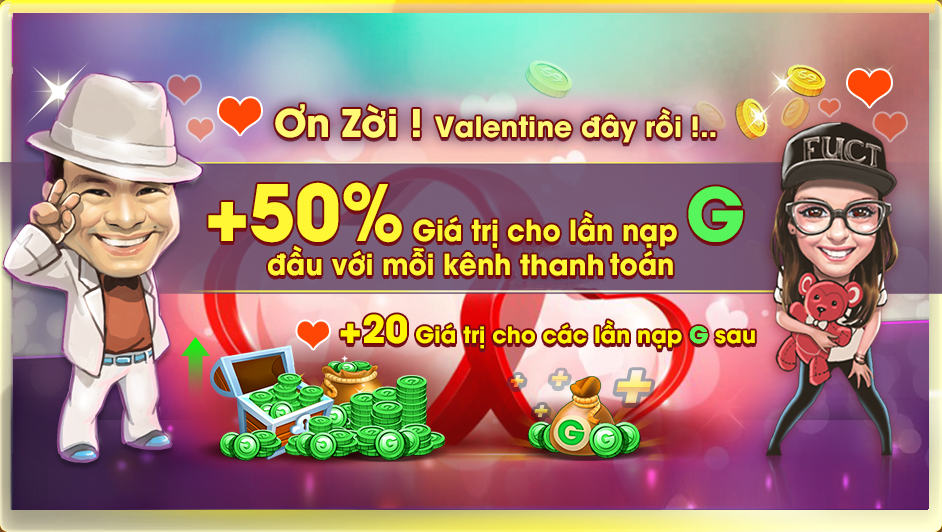 Ơn Zời ! Valentine đây rồi !..
FUCT
+50% Giá trị cho lần nạp G
đầu với mỗi kênh thanh toán
+20 Giá trị cho các lần nạp G sau
G G G